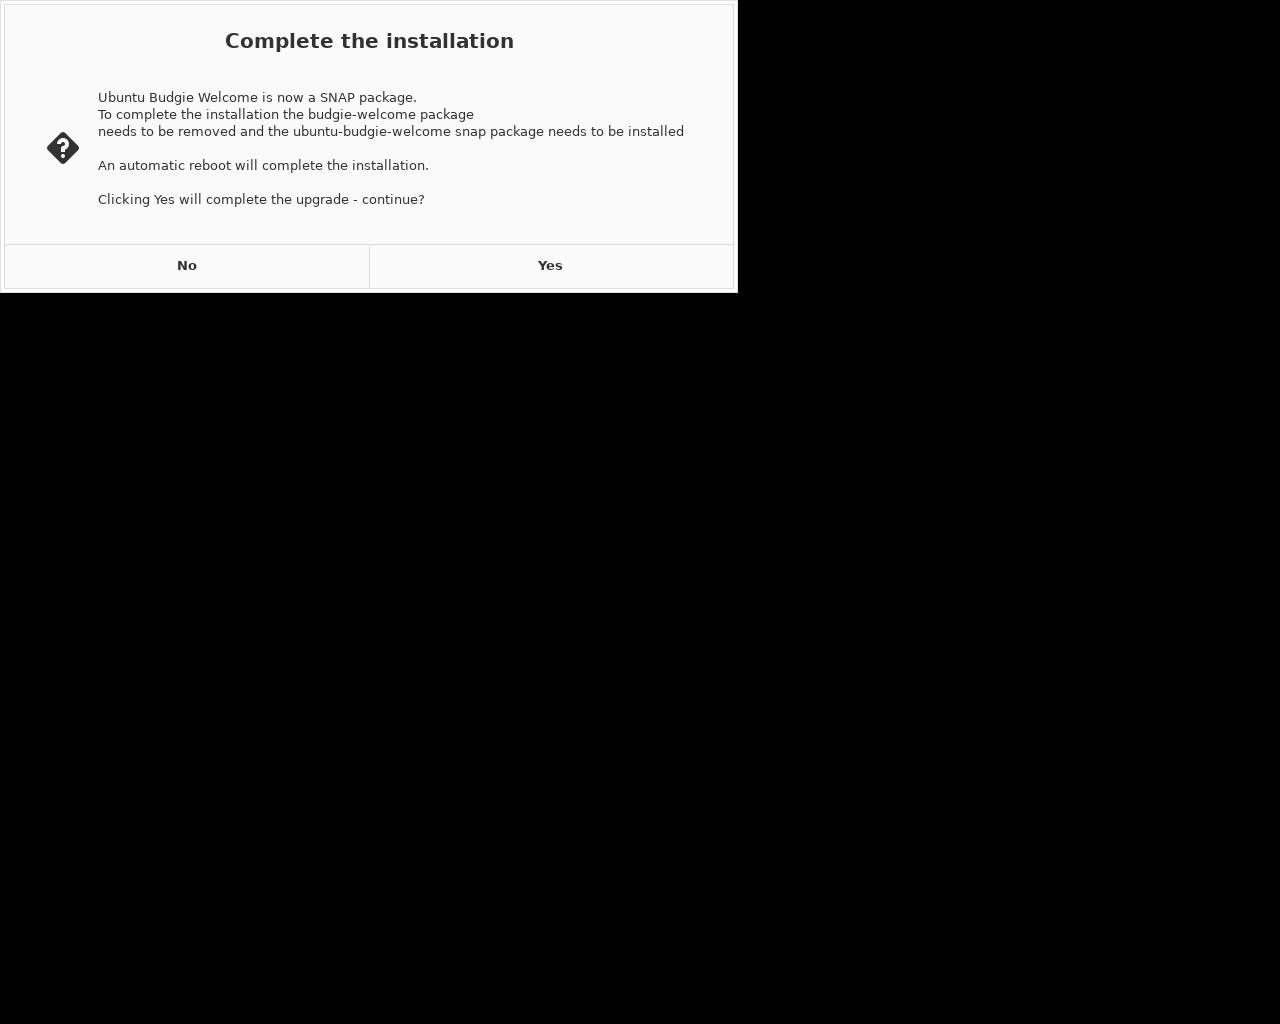 Complete the installation
Ubuntu Budgie Welcome is now a SNAP package.
To complete the installation the budgie-welcome package
needs to be removed and the ubuntu-budgie-welcome snap package needs to be installed
An automatic reboot will complete the installation.
Clicking Yes will complete the upgrade - continue?
No
Yes